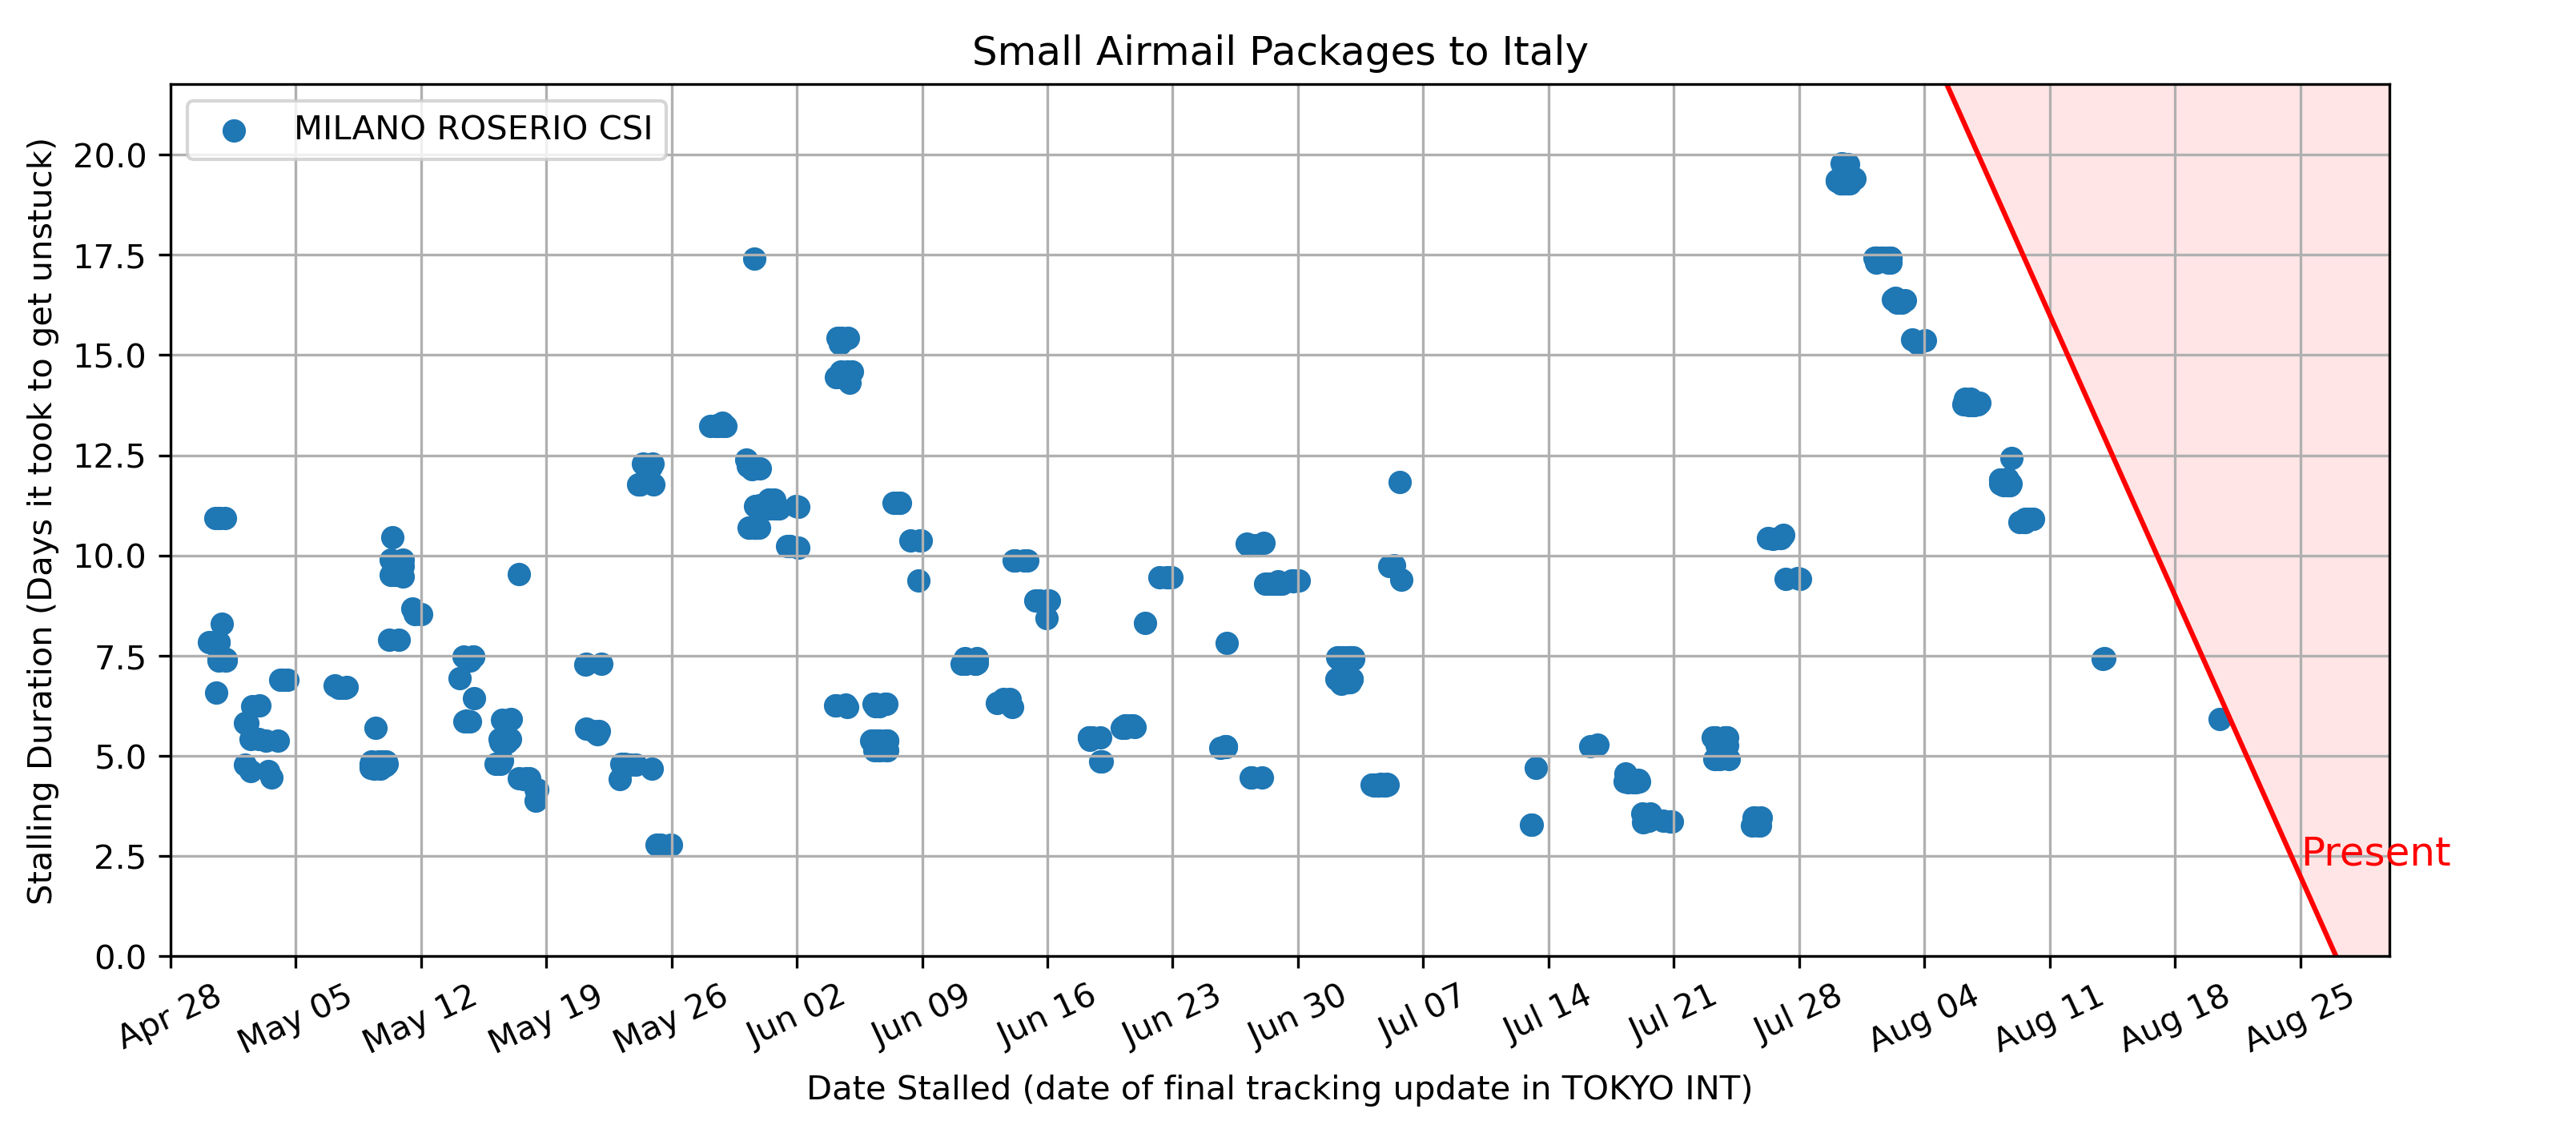 Small Airmail Packages to Italy
MILANO ROSERIO CSI
Stalling Duration (Days it took to get unstuck)
20.0
17.5
15.0
12.5
10.0
7.5
5.0
2.5
0.0
Present
Apr 28
May 05
May 12
May 19
May 26
Jun 02
Jun 09
Jun 16
Jun 23
Jun 30
Jul 07
Jul 14
Jul 21
Jul 28
Aug 04
Aug 11
Aug 18
Aug 25
Date Stalled (date of final tracking update in TOKYO INT)